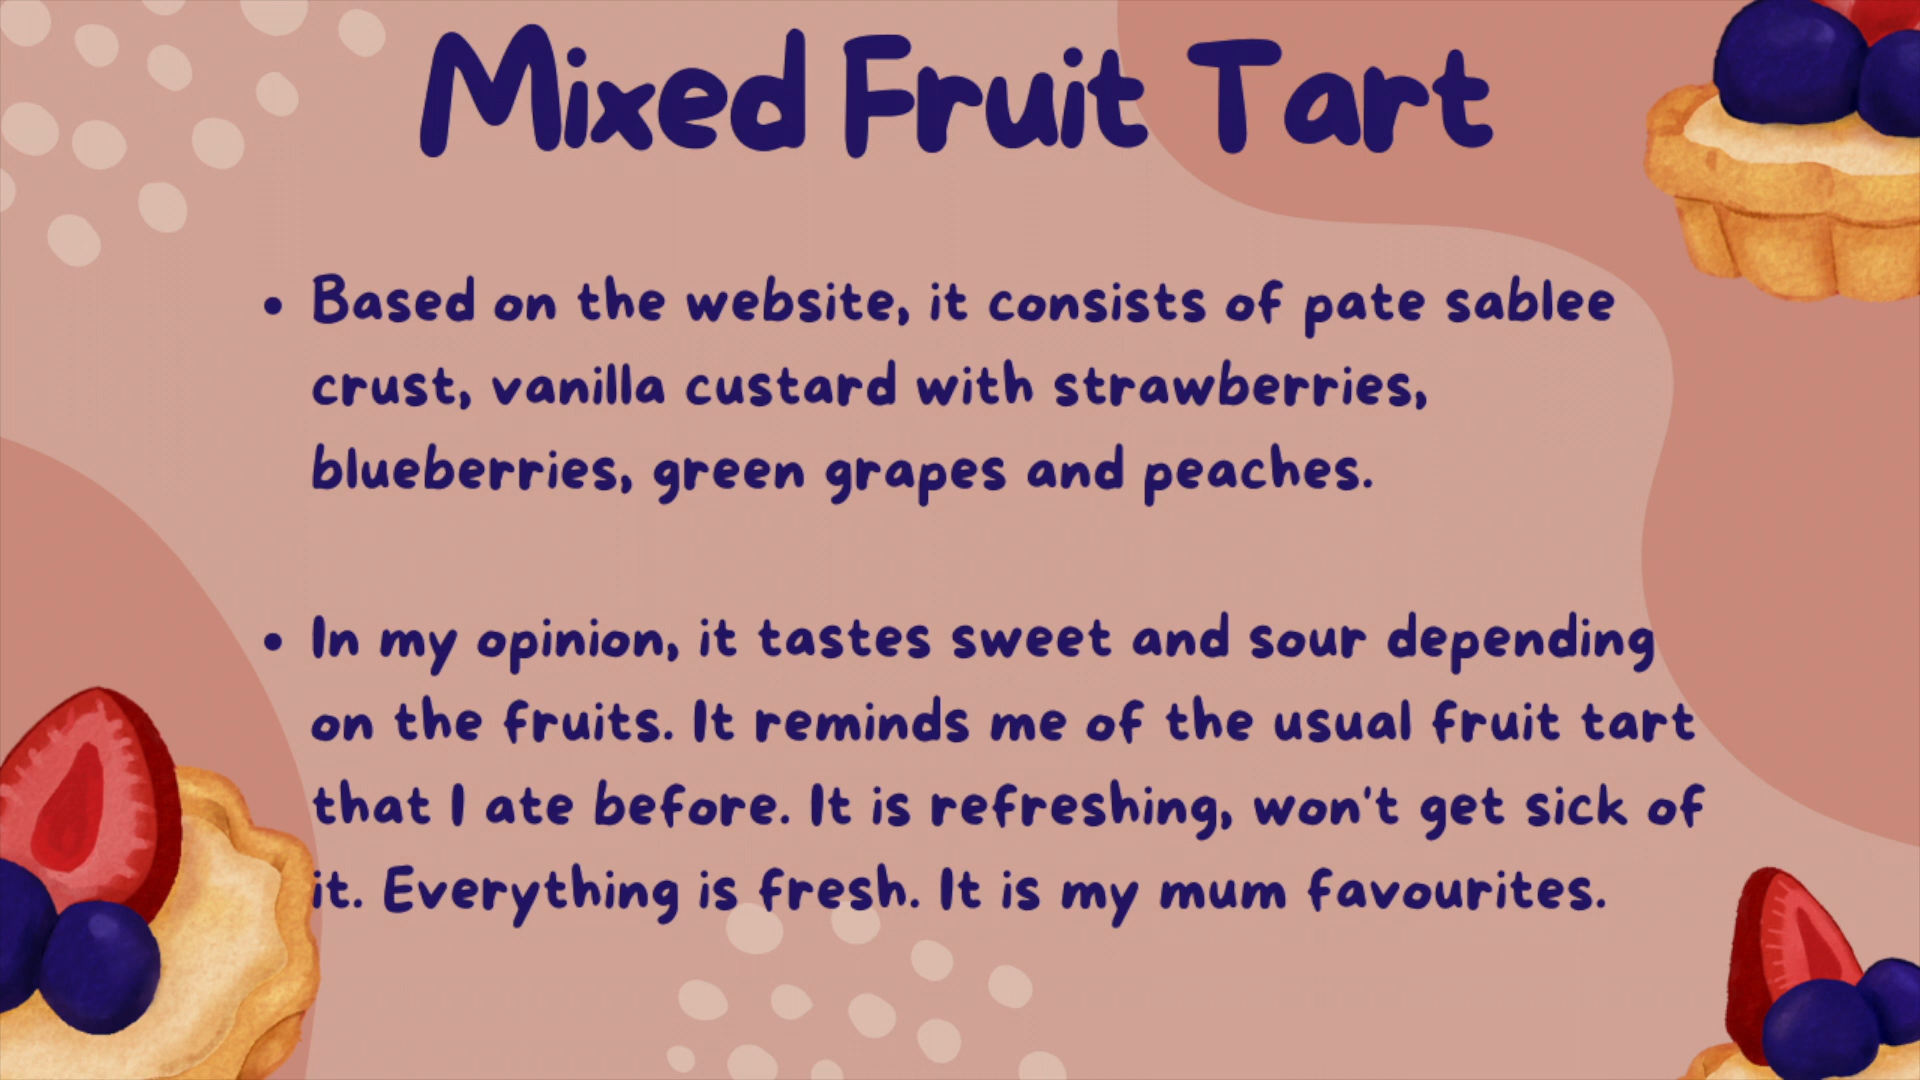 Mixed Fruit Tart
• Based on the website, it consists of pate sablee
crust, vanilla custard with strawberries,
blueberries, green grapes and peaches.
• In my opinion, it tastes sweet and sour depending
on the fruits. It reminds me of the usual fruit tart
that I ate before. It is refreshing, won't get sick of
it. Everything is fresh. It is my mum favourites.